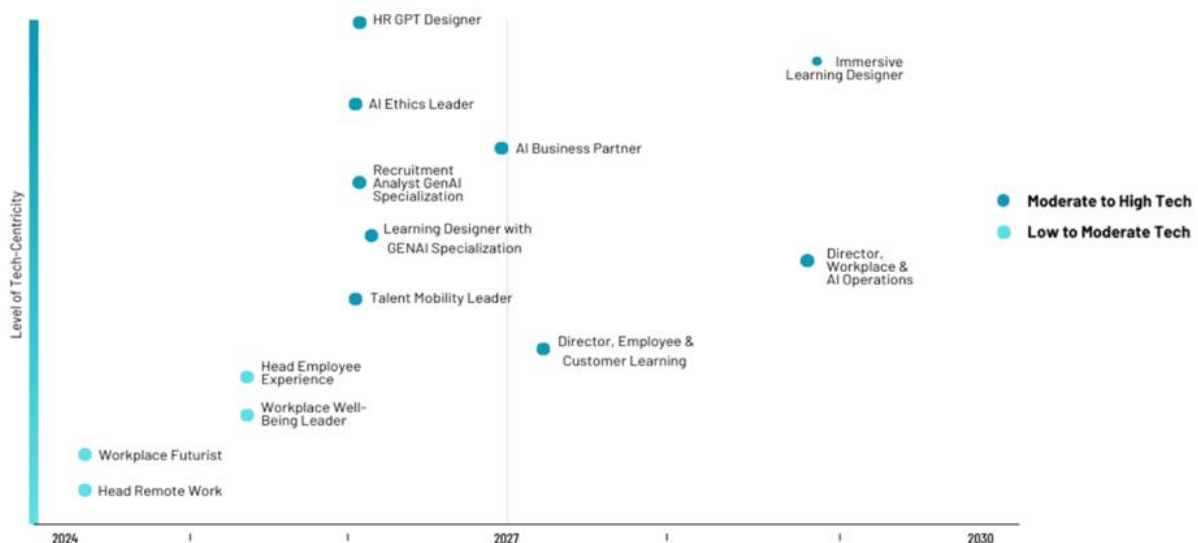 HR GPT Designer
Immersive
Learning Designer
AI Ethics Leader
AI Business Partner
Recruitment
Analyst GenAI
Specialization
Moderate to High Tech
Learning Designer with
GENAI Specialization
Low to Moderate Tech
Director,
Workplace &
AI Operations
Level of Tech-Centricity
Talent Mobility Leader
Director, Employee &
Customer Learning
Head Employee
Experience
Workplace Well-
Being Leader
Workplace Futurist
Head Remote Work
2024
2027
2030